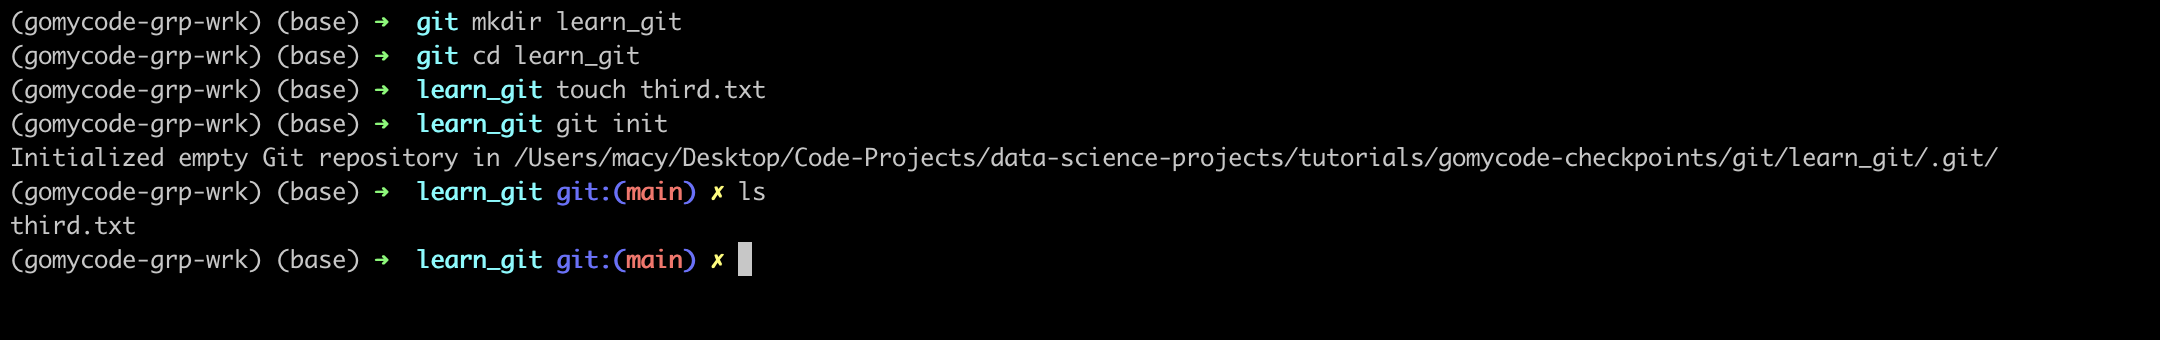 (gomycode-grp-wrk) (base) ➜  git mkdir learn_git
(gomycode-grp-wrk) (base) ➜  git cd learn_git
(gomycode-grp-wrk) (base) ➜  learn_git touch third.txt
(gomycode-grp-wrk) (base) ➜  learn_git git init
Initialized empty Git repository in /Users/macy/Desktop/Code-Projects/data-science-projects/tutorials/gomycode-checkpoints/git/learn_git/.git/
(gomycode-grp-wrk) (base) ➜  learn_git git:(main) ✗ ls
third.txt
(gomycode-grp-wrk) (base) ➜  learn_git git:(main) ✗